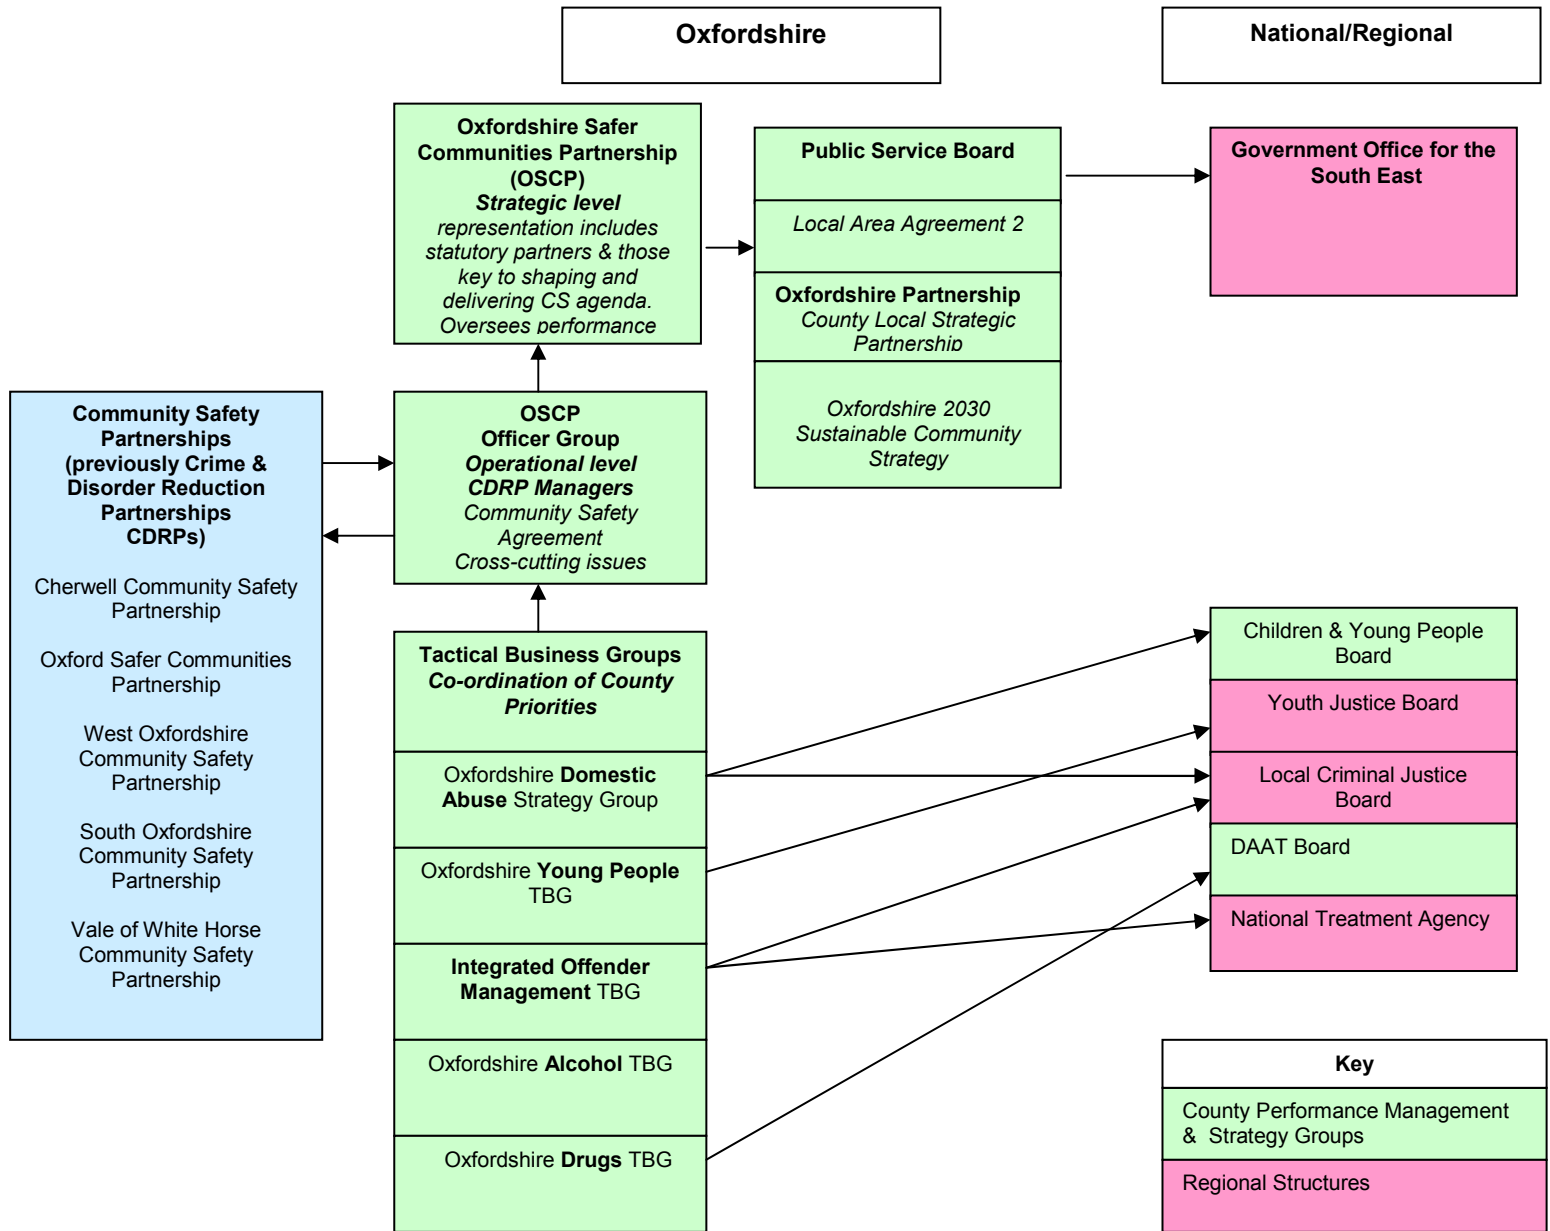 Oxfordshire
National/Regional
Oxfordshire Safer
Communities Partnership
(OSCP)
Strategic level
representation includes
statutory partners & those
key to shaping and
delivering CS agenda.
Oversees performance
Public Service Board
Local Area Agreement 2
Oxfordshire Partnership
County Local Strategic
Partnership
Oxfordshire 2030
Sustainable Community
Strategy
Government Office for the
South East
Community Safety
Partnerships
(previously Crime &
Disorder Reduction
Partnerships
CDRPs)
Cherwell Community Safety
Partnership
Oxford Safer Communities
Partnership
West Oxfordshire
Community Safety
Partnership
South Oxfordshire
Community Safety
Partnership
Vale of White Horse
Community Safety
Partnership
OSCP
Officer Group
Operational level
CDRP Managers
Community Safety
Agreement
Cross-cutting issues
Tactical Business Groups
Co-ordination of County
Priorities
Oxfordshire Domestic
Abuse Strategy Group
Oxfordshire Young People
TBG
Integrated Offender
Management TBG
Oxfordshire Alcohol TBG
Oxfordshire Drugs TBG
Children & Young People
Board
Youth Justice Board
Local Criminal Justice
Board
DAAT Board
National Treatment Agency
Key
County Performance Management
& Strategy Groups
Regional Structures